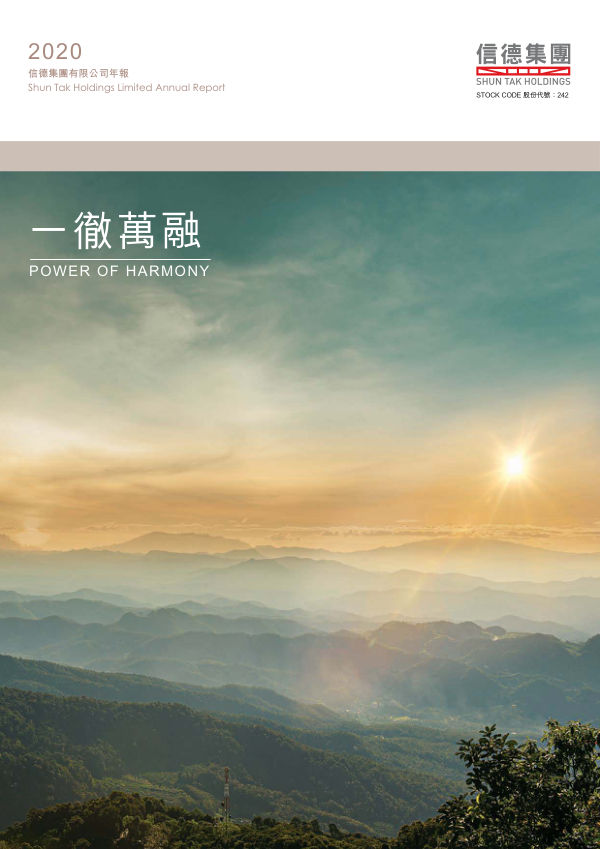 2020
信德集團有限公司年報
Shun Tak Holdings Limited Annual Report
信德集團
SHUN TAK HOLDINGS
STOCK CODE 股份代號：242
一徹萬融
POWER OF HARMONY